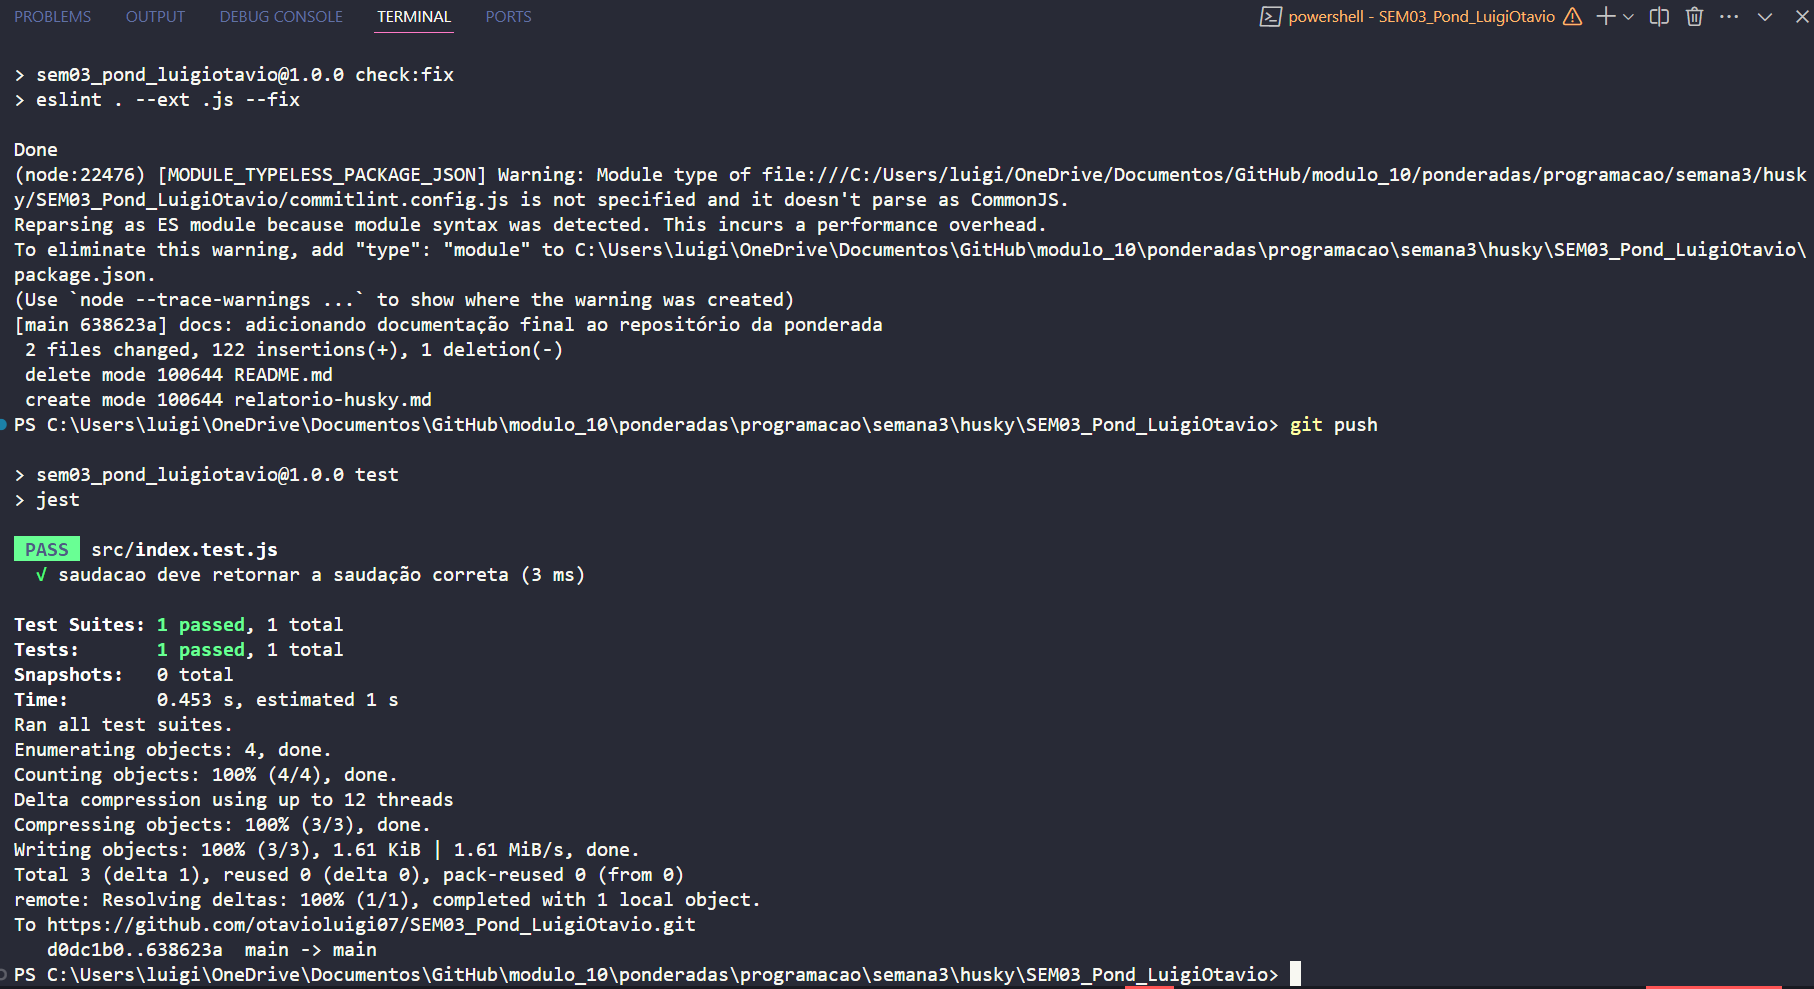 PROBLEMS OUTPUT DEBUG CONSOLE TERMINAL PORTS powershell - SEM03_Pond_LuigiOtavio
> sem03_pond_luigiotavio@1.0.0 check:fix
> eslint . --ext .js --fix
Done
(node:22476) [MODULE_TYPELESS_PACKAGE_JSON] Warning: Module type of file:///C:/Users/luigi/OneDrive/Documentos/GitHub/modulo_10/ponderadas/programacao/semana3/husk
y/SEM03_Pond_LuigiOtavio/commitlint.config.js is not specified and it doesn't parse as CommonJS.
Reparsing as ES module because module syntax was detected. This incurs a performance overhead.
To eliminate this warning, add "type": "module" to C:\Users\luigi\OneDrive\Documentos\GitHub\modulo_10\ponderadas\programacao\semana3\husky\SEM03_Pond_LuigiOtavio\
package.json.
(Use `node --trace-warnings ...` to show where the warning was created)
[main 638623a] docs: adicionando documentação final ao repositório da ponderada
2 files changed, 122 insertions(+), 1 deletion(-)
delete mode 100644 README.md
create mode 100644 relatorio-husky.md
PS C:\Users\luigi\OneDrive\Documentos\GitHub\modulo_10\ponderadas\programacao\semana3\husky\SEM03_Pond_LuigiOtavio> git push
> sem03_pond_luigiotavio@1.0.0 test
> jest
PASS src/index.test.js
√ saudacao deve retornar a saudação correta (3 ms)
Test Suites: 1 passed, 1 total
Tests: 1 passed, 1 total
Snapshots: 0 total
Time: 0.453 s, estimated 1 s
Ran all test suites.
Enumerating objects: 4, done.
Counting objects: 100% (4/4), done.
Delta compression using up to 12 threads
Compressing objects: 100% (3/3), done.
Writing objects: 100% (3/3), 1.61 KiB | 1.61 MiB/s, done.
Total 3 (delta 1), reused 0 (delta 0), pack-reused 0 (from 0)
remote: Resolving deltas: 100% (1/1), completed with 1 local object.
To https://github.com/otavioluigi07/SEM03_Pond_LuigiOtavio.git
d0dc1b0..638623a main -> main
PS C:\Users\luigi\OneDrive\Documentos\GitHub\modulo_10\ponderadas\programacao\semana3\husky\SEM03_Pond_LuigiOtavio>